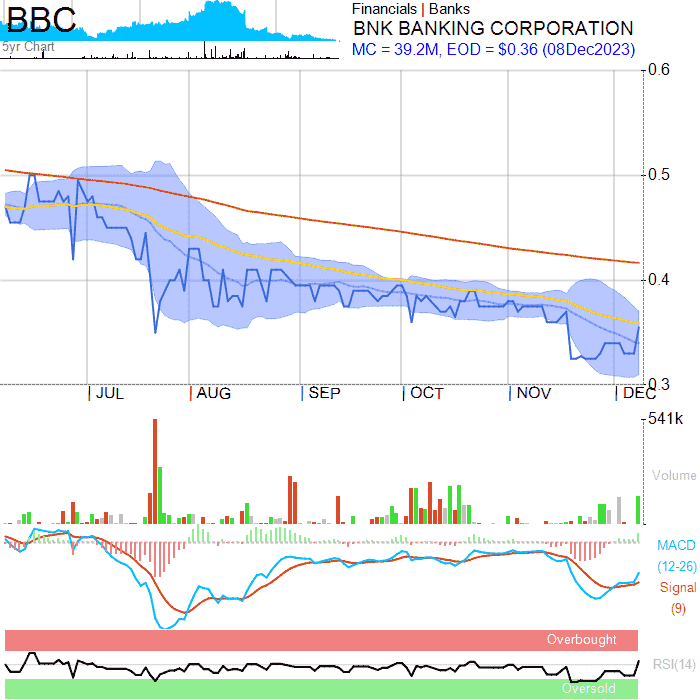 BBC
5yr Chart
Financials | Banks
BNK BANKING CORPORATION
MC = 39.2M, EOD = $0.36 (08Dec2023)
0.6
0.5
0.4
0.3
JUL AUG SEP OCT NOV DEC
541k
Volume
MACD
(12-26)
Signal
(9)
Overbought
RSI(14)
Oversold